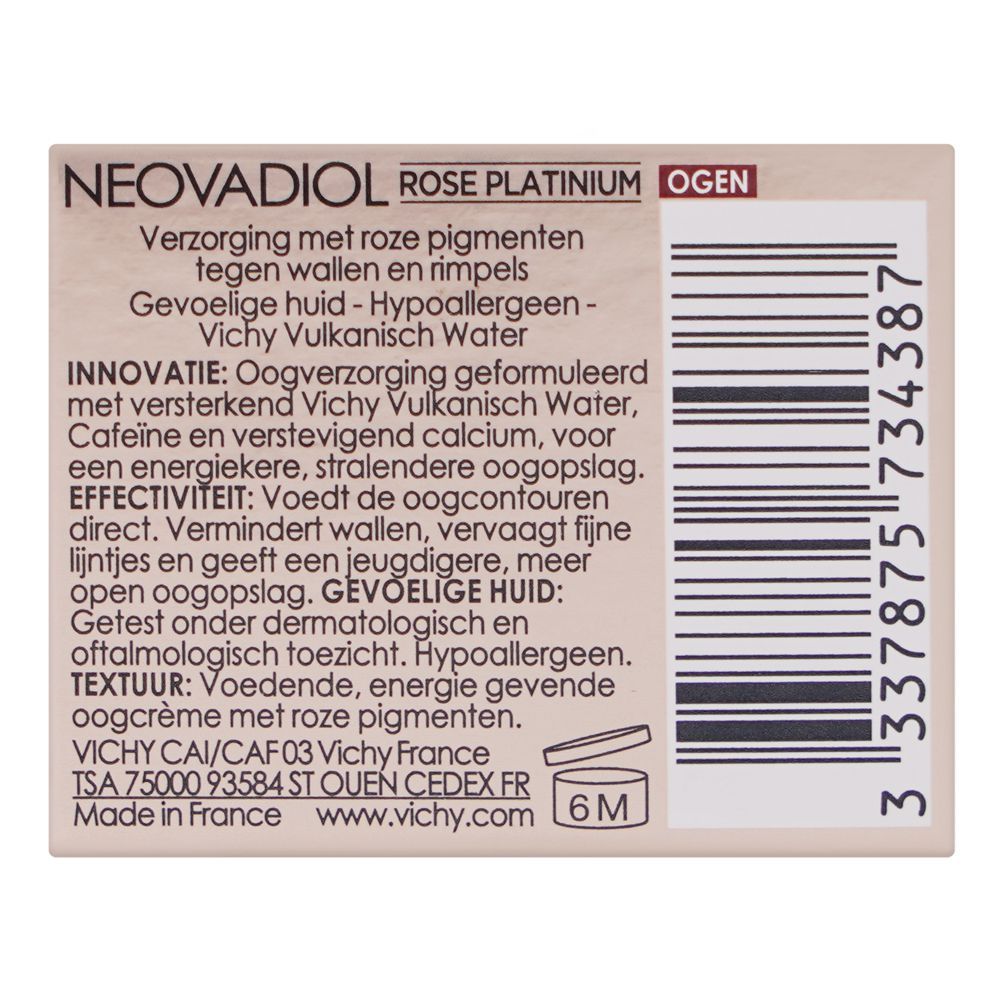 NEOVADIOL ROSE PLATINIUM OGEN
Verzorging met roze pigmenten
tegen wallen en rimpels
Gevoelige huid - Hypoallergeen -
Vichy Vulkanisch Water
INNOVATIE: Oogverzorging geformuleerd
met versterkend Vichy Vulkanisch Water,
Cafeïne en verstevigend calcium, voor
een energiekere, stralendere oogopslag.
EFFECTIVITEIT: Voedt de oogcontouren
direct. Vermindert wallen, vervaagt fijne
lijntjes en geeft een jeugdigere, meer
open oogopslag. GEVOELIGE HUID:
Getest onder dermatologisch en
oftalmologisch toezicht. Hypoallergeen.
TEXTUUR: Voedende, energie gevende
oogcrème met roze pigmenten.
VICHY CAI/CAF 03 Vichy France
TSA 75000 93584 ST OUEN CEDEX FR
Made in France www.vichy.com
6 M
3 337875 734387